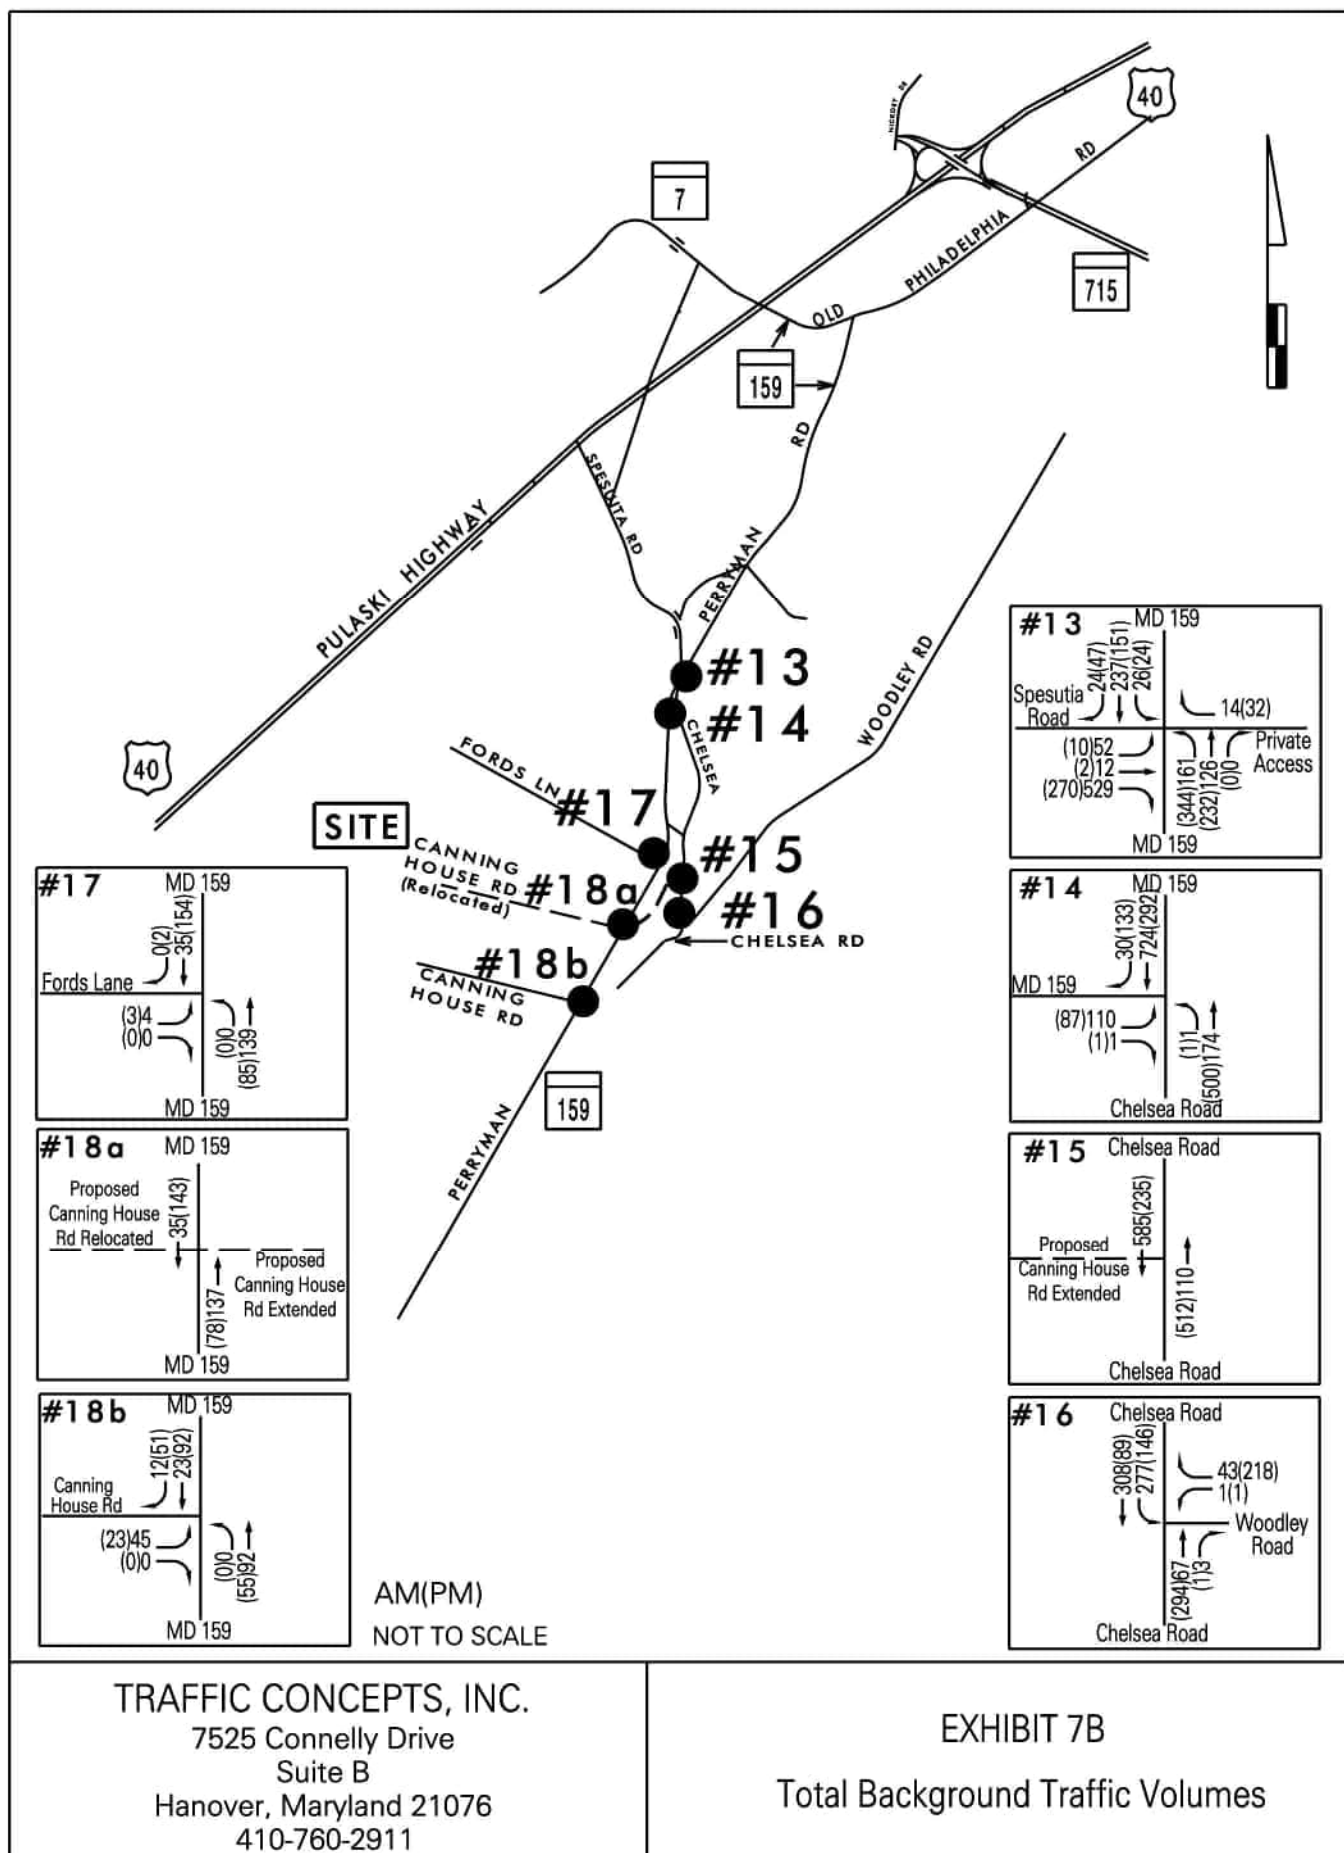 NICKDEY DR
40
7
RD
PHILADELPHIA
715
OLD
159
RD
SPESUTIA RD
PULASKI HIGHWAY
PERRYMAN
WOODLEY RD
#13
#14
CHELSEA
FORDS LN
40
#17
SITE
CANNING
HOUSE RD
(Relocated)
#15
#18a
#16
CHELSEA RD
#18b
CANNING
HOUSE RD
159
PERRYMAN
#13
MD 159
24(47)
237(151)
26(24)
Spesutia
Road
14(32)
(10)52
(2)12
(270)529
(344)161
(232)126
(0)0
Private
Access
MD 159
#17
MD 159
0(2)
35(154)
Fords Lane
(3)4
(0)0
(0)0
(85)139
MD 159
#14
MD 159
30(133)
724(292
MD 159
(87)110
(1)1
(1)1
(500)174
Chelsea Road
#18a
MD 159
Proposed
Canning House
Rd Relocated
35(143)
Proposed
Canning House
Rd Extended
(78)137
MD 159
#15
Chelsea Road
585(235)
Proposed
Canning House
Rd Extended
(512)110
Chelsea Road
#18b
MD 159
12(51)
23(92)
Canning
House Rd
(23)45
(0)0
(0)0
(55)92
MD 159
#16
Chelsea Road
308(89)
277(146)
43(218)
1(1)
Woodley
Road
(294)67
(1)3
Chelsea Road
AM(PM)
NOT TO SCALE
TRAFFIC CONCEPTS, INC.
7525 Connelly Drive
Suite B
Hanover, Maryland 21076
410-760-2911
EXHIBIT 7B
Total Background Traffic Volumes